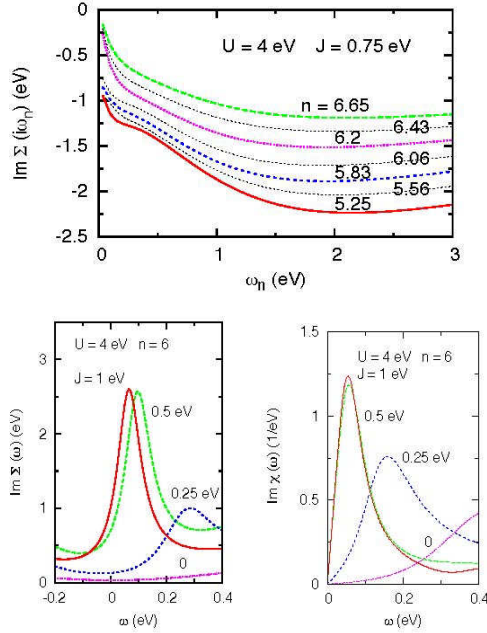 0
U = 4 eV J = 0.75 eV
-0.5
n = 6.65
-1
6.43
6.2
-1.5
6.06
5.83
-2
5.56
5.25
-2.5
0 1 2 3
Im Σ (iωn) (eV)
ωn (eV)
U = 4 eV n = 6
3
J = 1 eV
0.5 eV
2
0.25 eV
1
0
0
-0.2 0 0.2 0.4
Im Σ (ω) (eV)
ω (eV)
1.5
U = 4 eV n = 6
J = 1 eV
1
0.5 eV
0.25 eV
0.5
0
0
0 0.2 0.4
Im χ (ω) (1/eV)
ω (eV)